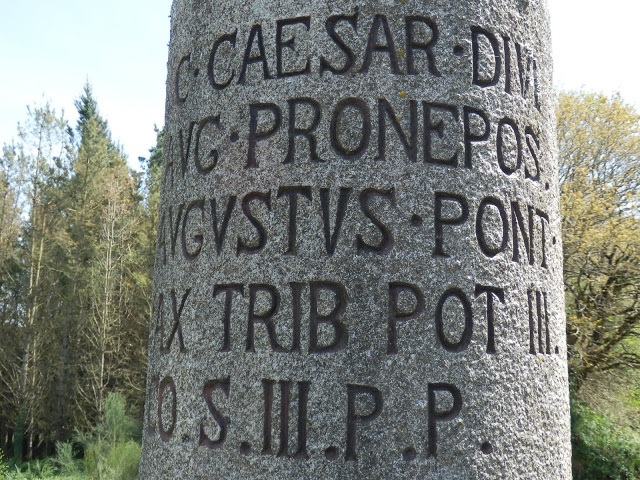 C · CAESAR · DIVI
AVG · PRONEPOS.
AVGVSTVS · PONT ·
AX TRIB POT III.
O . S . III . P . P .